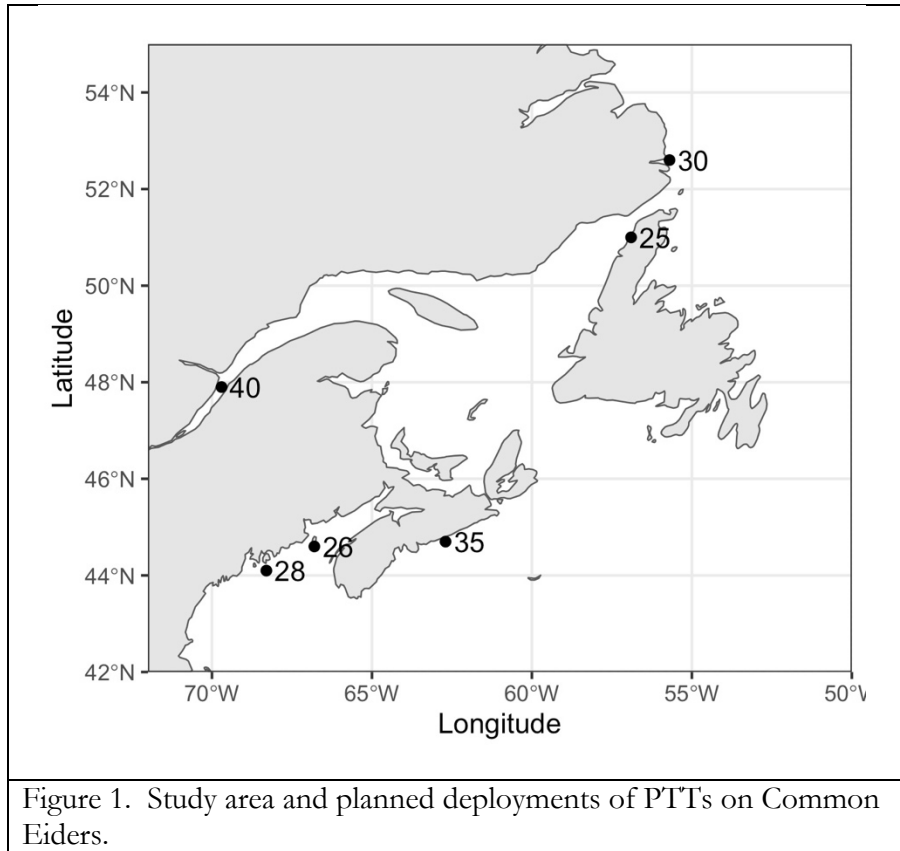 54°N
30
52°N
25
50°N
Latitude
48°N
40
46°N
26
35
28
44°N
42°N
70°W
65°W
60°W
55°W
50°W
Longitude
Figure 1. Study area and planned deployments of PTTs on Common
Eiders.